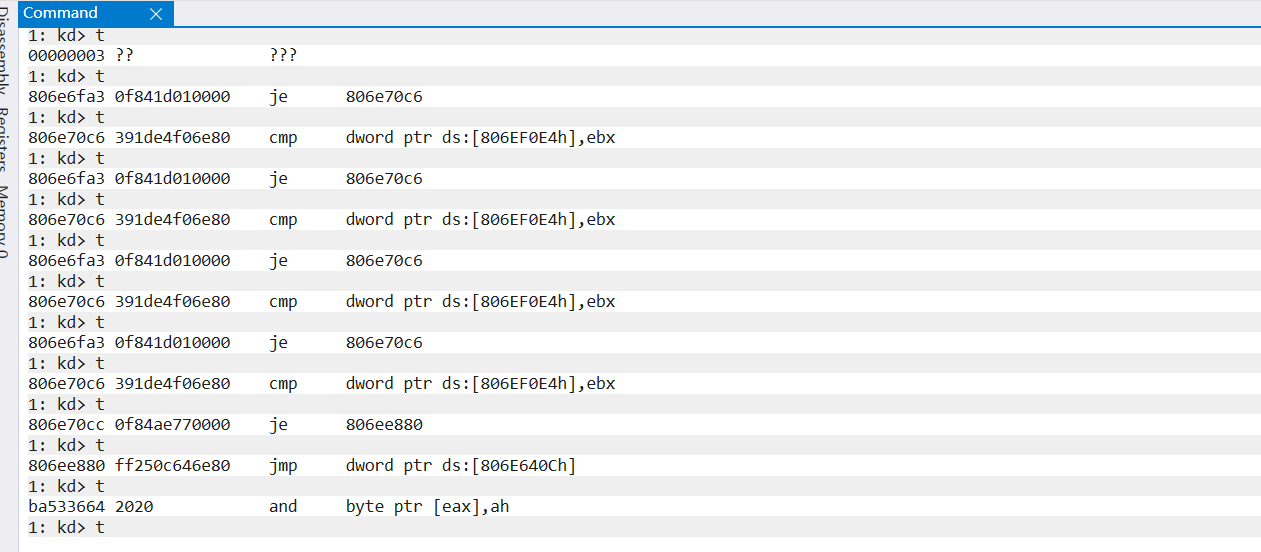 Command
Disassembly
Registers
Memory 0
1: kd> t
00000003 ?? ???
1: kd> t
806e6fa3 0f841d010000 je 806e70c6
1: kd> t
806e70c6 391de4f06e80 cmp dword ptr ds:[806EF0E4h],ebx
1: kd> t
806e6fa3 0f841d010000 je 806e70c6
1: kd> t
806e70c6 391de4f06e80 cmp dword ptr ds:[806EF0E4h],ebx
1: kd> t
806e6fa3 0f841d010000 je 806e70c6
1: kd> t
806e70c6 391de4f06e80 cmp dword ptr ds:[806EF0E4h],ebx
1: kd> t
806e6fa3 0f841d010000 je 806e70c6
1: kd> t
806e70c6 391de4f06e80 cmp dword ptr ds:[806EF0E4h],ebx
1: kd> t
806e70cc 0f84ae770000 je 806ee880
1: kd> t
806ee880 ff250c646e80 jmp dword ptr ds:[806E640Ch]
1: kd> t
ba533664 2020 and byte ptr [eax],ah
1: kd> t